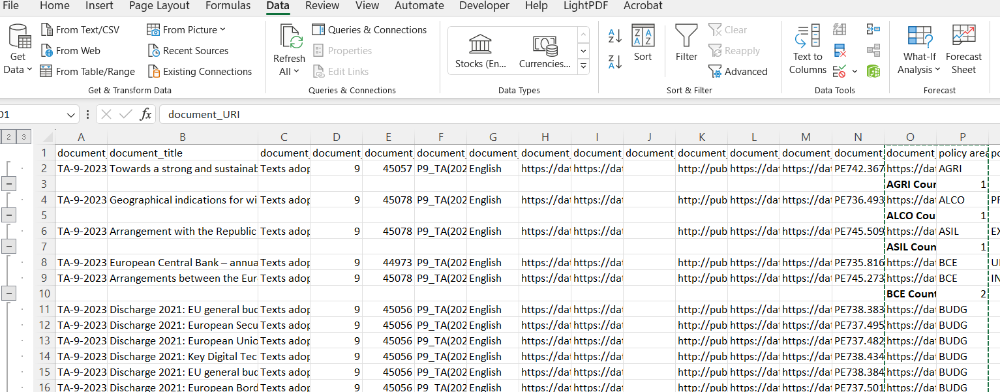 File Home Insert Page Layout Formulas Data Review View Automate Developer Help LightPDF Acrobat
From Text/CSV From Picture Queries & Connections Clear
From Web Recent Sources Properties Reapply
From Table/Range Existing Connections Edit Links Advanced
Get Data Refresh All Stocks (En... Currencies... Sort Filter Text to Columns What-If Analysis Forecast Sheet
Get & Transform Data Queries & Connections Data Types Sort & Filter Data Tools Forecast
O1 fx document_URI
2 3 A B C D E F G H I J K L M N O P
1 document_ document_title document_ document_ document_ document_ document_ document_ document_ document_ document_ document_ document_ document_ document_ policy area po
2 TA-9-2023 Towards a strong and sustainab Texts adop 9 45057 P9_TA(202 English https://dat https://dat http://pub https://dat https://dat PE742.367 https://dat AGRI
3 AGRI Coun 1
4 TA-9-2023 Geographical indications for wi Texts adop 9 45078 P9_TA(202 English https://dat https://dat http://pub https://dat https://dat PE736.493 https://dat ALCO PR
5 ALCO Cou 1
6 TA-9-2023 Arrangement with the Republic Texts adop 9 45078 P9_TA(202 English https://dat https://dat http://pub https://dat https://dat PE745.509 https://dat ASIL EX
7 ASIL Coun 1
8 TA-9-2023 European Central Bank – annua Texts adop 9 44973 P9_TA(202 English https://dat https://dat http://pub https://dat https://dat PE735.816 https://dat BCE U
9 TA-9-2023 Arrangements between the Eur Texts adop 9 45078 P9_TA(202 English https://dat https://dat http://pub https://dat https://dat PE745.273 https://dat BCE IN
10 BCE Count 2
11 TA-9-2023 Discharge 2021: EU general bud Texts adop 9 45056 P9_TA(202 English https://dat https://dat http://pub https://dat https://dat PE738.383 https://dat BUDG
12 TA-9-2023 Discharge 2021: European Secu Texts adop 9 45056 P9_TA(202 English https://dat https://dat http://pub https://dat https://dat PE737.495 https://dat BUDG
13 TA-9-2023 Discharge 2021: European Unio Texts adop 9 45056 P9_TA(202 English https://dat https://dat http://pub https://dat https://dat PE737.482 https://dat BUDG
14 TA-9-2023 Discharge 2021: Key Digital Tec Texts adop 9 45056 P9_TA(202 English https://dat https://dat http://pub https://dat https://dat PE738.434 https://dat BUDG
15 TA-9-2023 Discharge 2021: EU general bud Texts adop 9 45056 P9_TA(202 English https://dat https://dat http://pub https://dat https://dat PE738.384 https://dat BUDG
16 TA-9-2023 Discharge 2021: European Bord Texts adop 9 45056 P9_TA(202 English https://dat https://dat http://pub https://dat https://dat PE737.501 https://dat BUDG